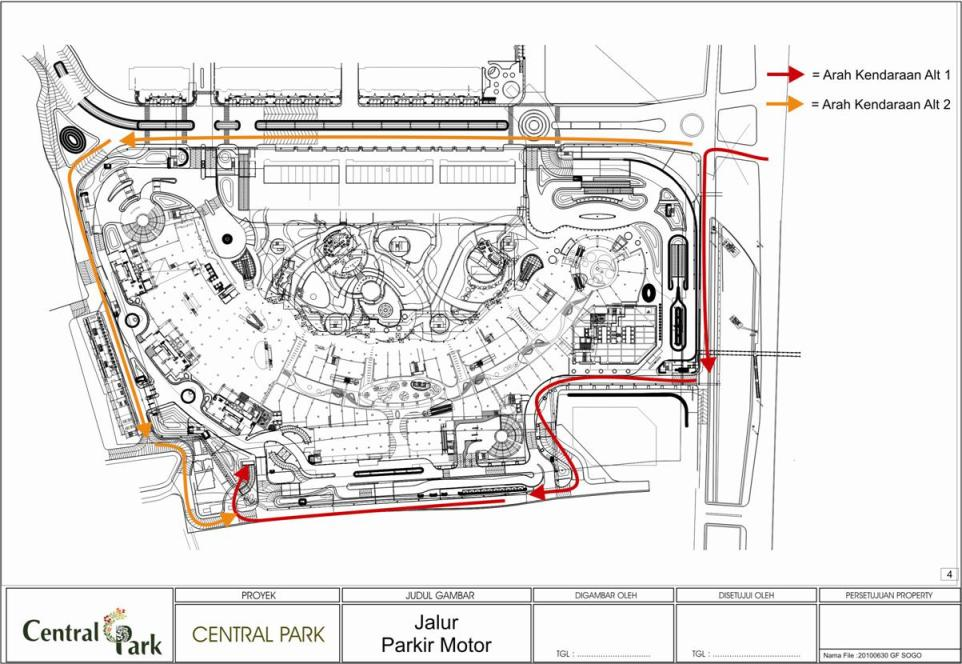 = Arah Kendaraan Alt 1
= Arah Kendaraan Alt 2
4
Central Park
PROYEK
CENTRAL PARK
JUDUL GAMBAR
Jalur
Parkir Motor
DIGAMBAR OLEH
TGL : ................................
DISETUJUI OLEH
TGL : ................................
PERSETUJUAN PROPERTY
Nama File :20100630 GF SOGO